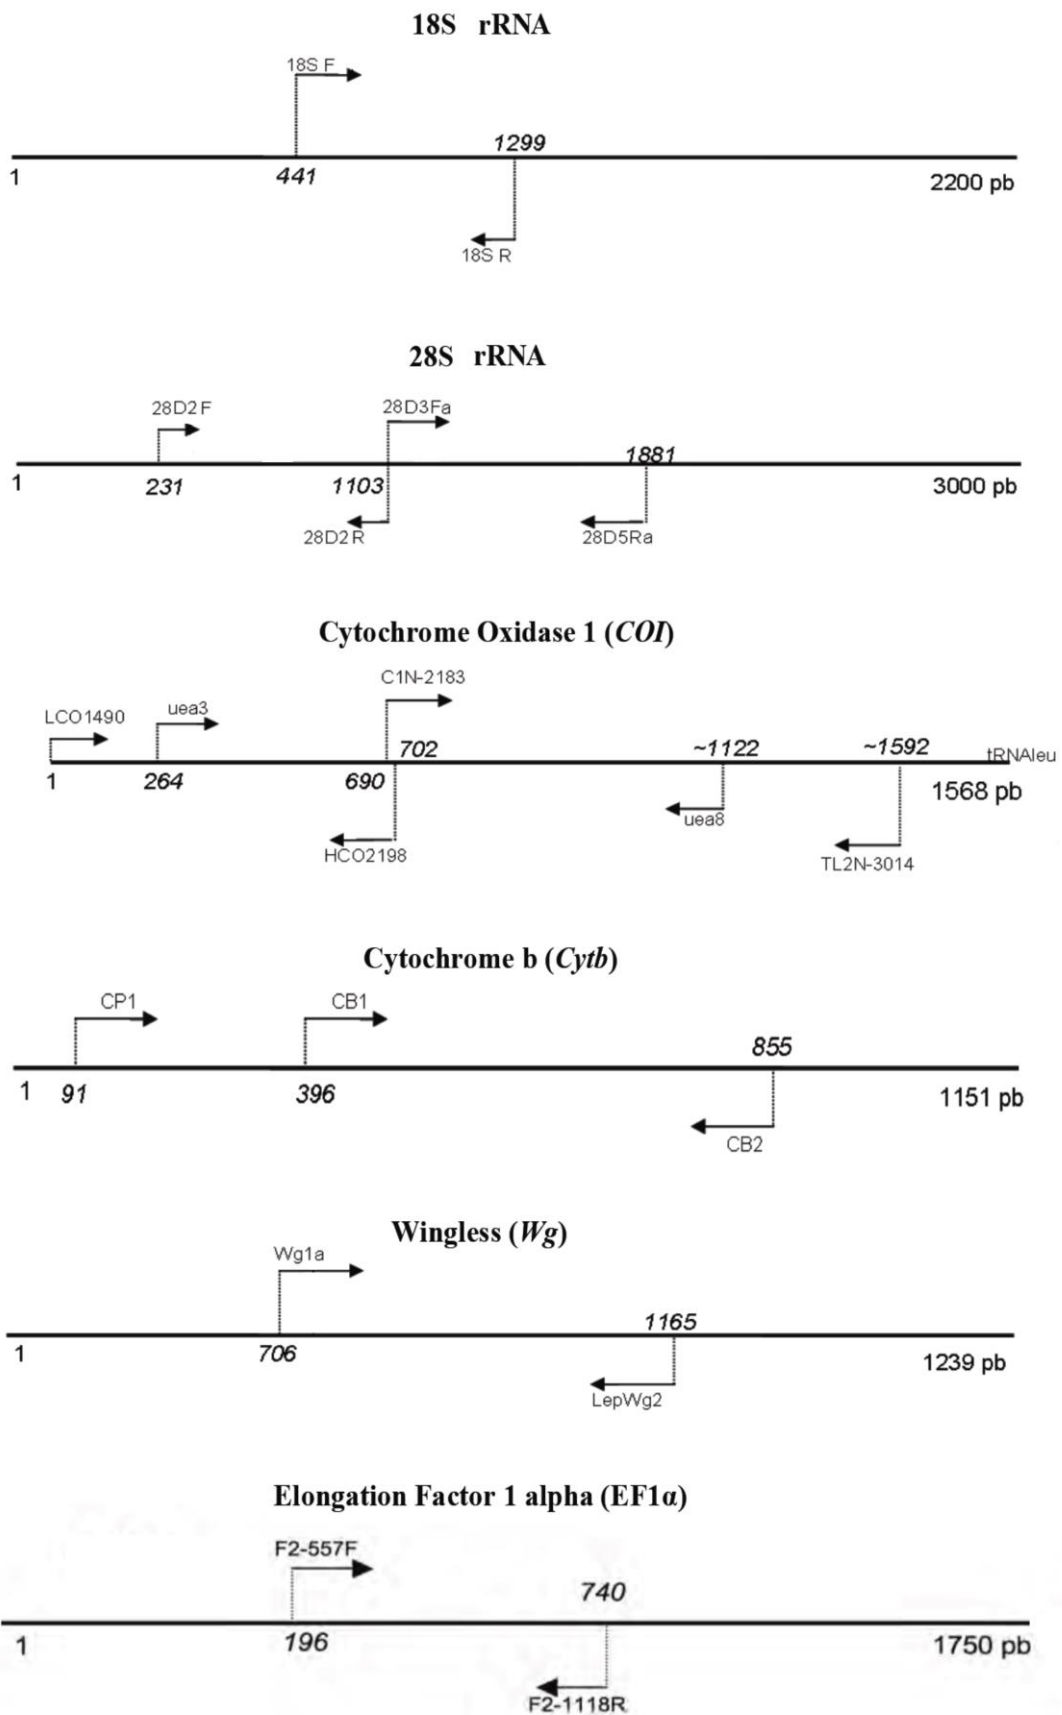 18S rRNA
18S F
1299
1
441
2200 pb
18S R
28S rRNA
28D2F
28D3Fa
1881
1
231
1103
3000 pb
28D2R
28D5Ra
Cytochrome Oxidase 1 (COI)
C1N-2183
LCO1490
uea3
702
~1122
~1592
tRNAleu
1
264
690
1568 pb
uea8
HCO2198
TL2N-3014
Cytochrome b (Cytb)
CP1
CB1
855
1
91
396
1151 pb
CB2
Wingless (Wg)
Wg1a
1165
1
706
1239 pb
LepWg2
Elongation Factor 1 alpha (EF1α)
F2-557F
740
1
196
1750 pb
F2-1118R